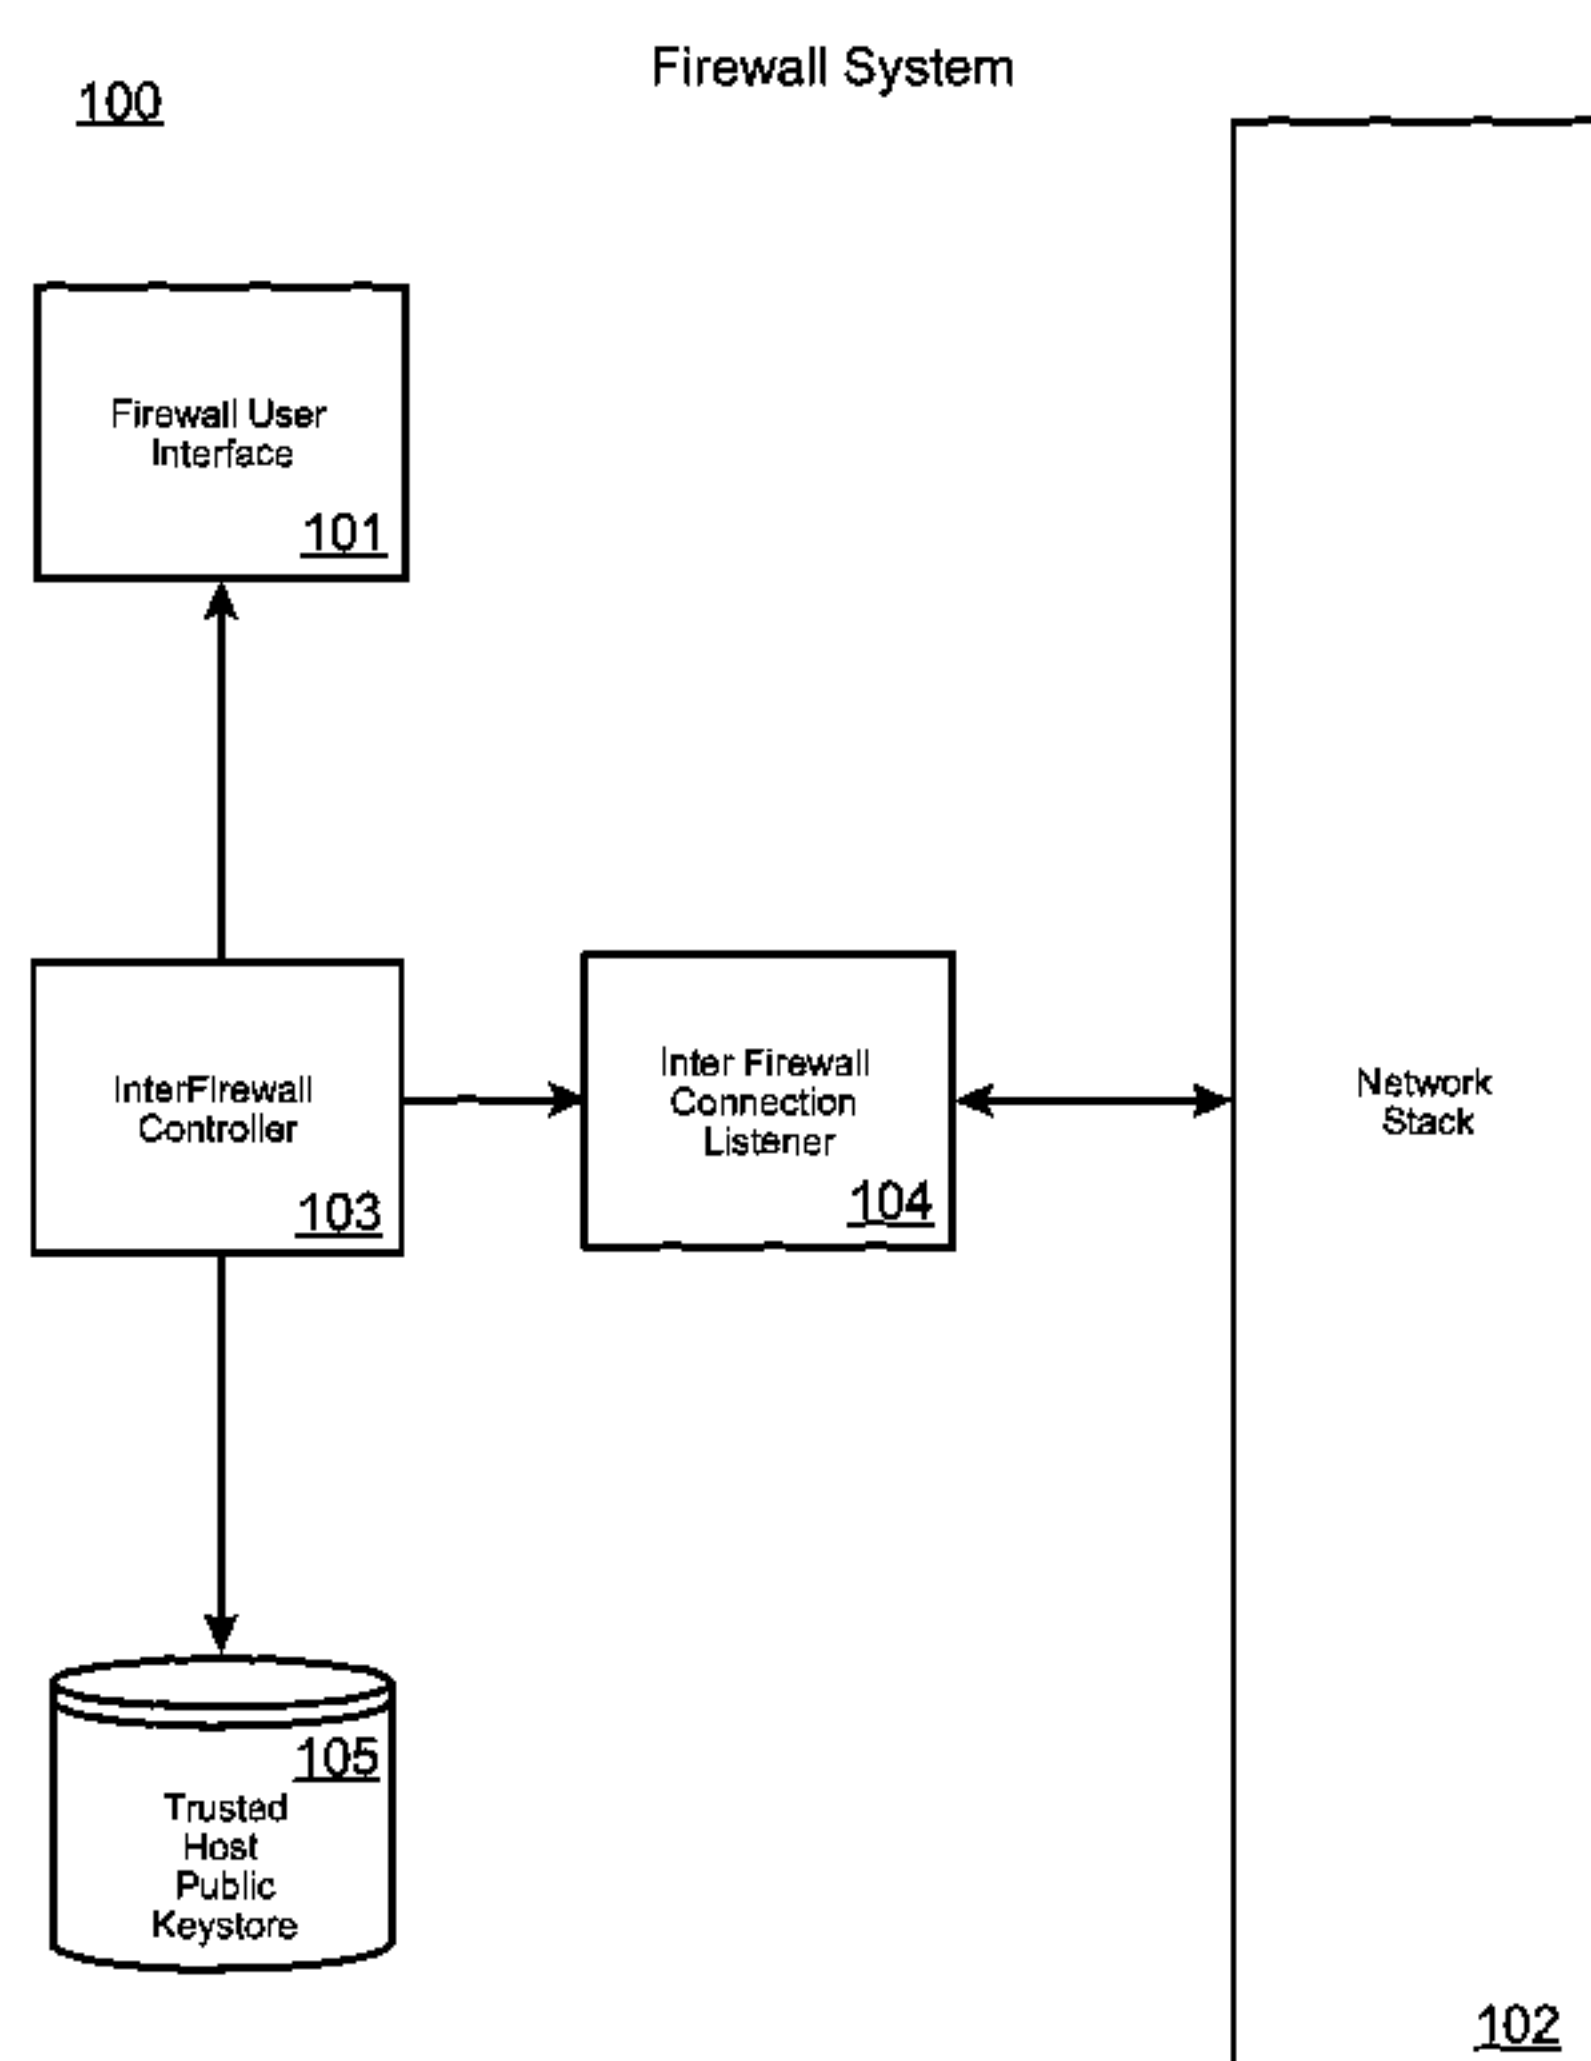 Firewall System
100
Firewall User
Interface
101
InterFirewall
Controller
103
Inter Firewall
Connection
Listener
104
Network
Stack
105
Trusted
Host
Public
Keystore
102